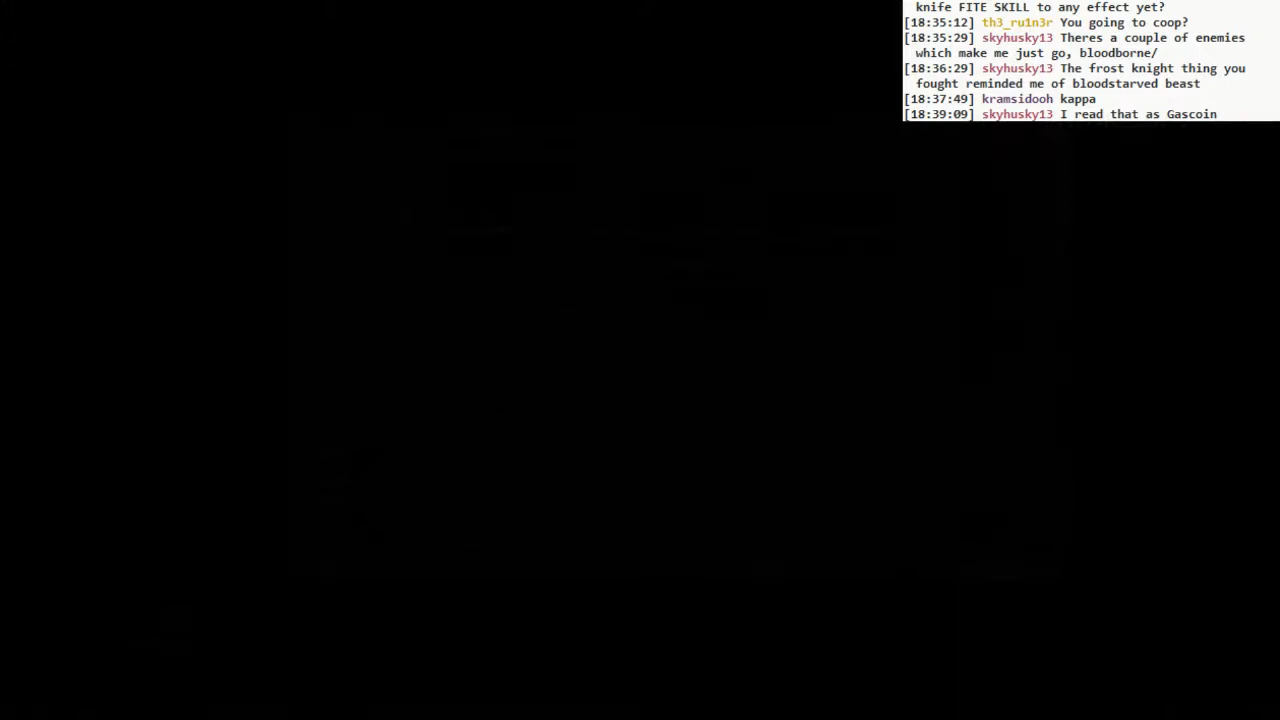 knife FITE SKILL to any effect yet?
[18:35:12] th3_ru1n3r You going to coop?
[18:35:29] skyhusky13 Theres a couple of enemies
which make me just go, bloodborne/
[18:36:29] skyhusky13 The frost knight thing you
fought reminded me of bloodstarved beast
[18:37:49] kramsidooh kappa
[18:39:09] skyhusky13 I read that as Gascoin